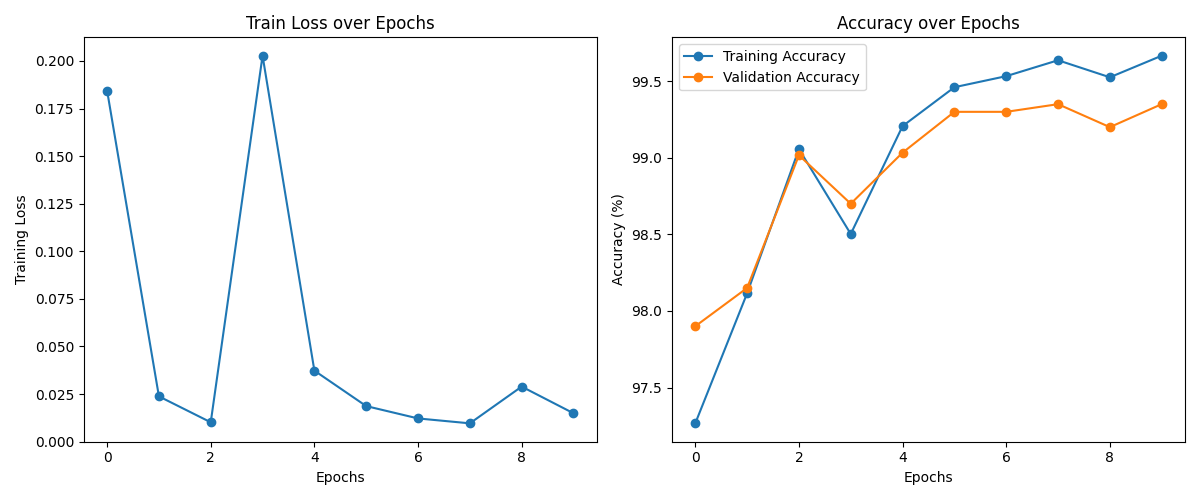 Train Loss over Epochs
0.200
0.175
0.150
0.125
0.100
0.075
0.050
0.025
0.000
Training Loss
0 2 4 6 8
Epochs
Accuracy over Epochs
Training Accuracy
Validation Accuracy
99.5
99.0
98.5
98.0
97.5
Accuracy (%)
0 2 4 6 8
Epochs